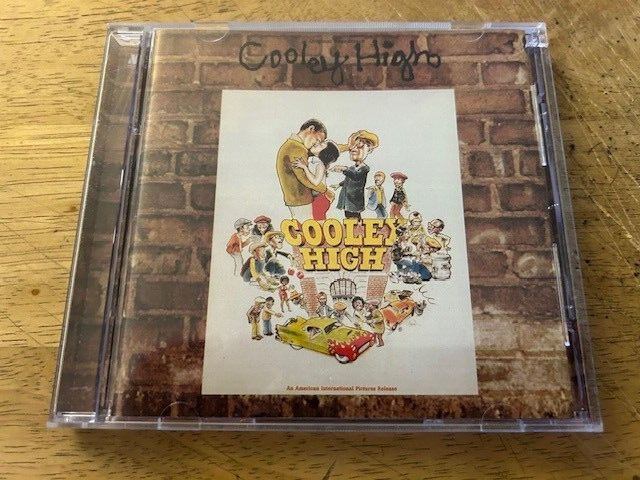 Cooley High
COOLEY
HIGH
An American International Pictures Release